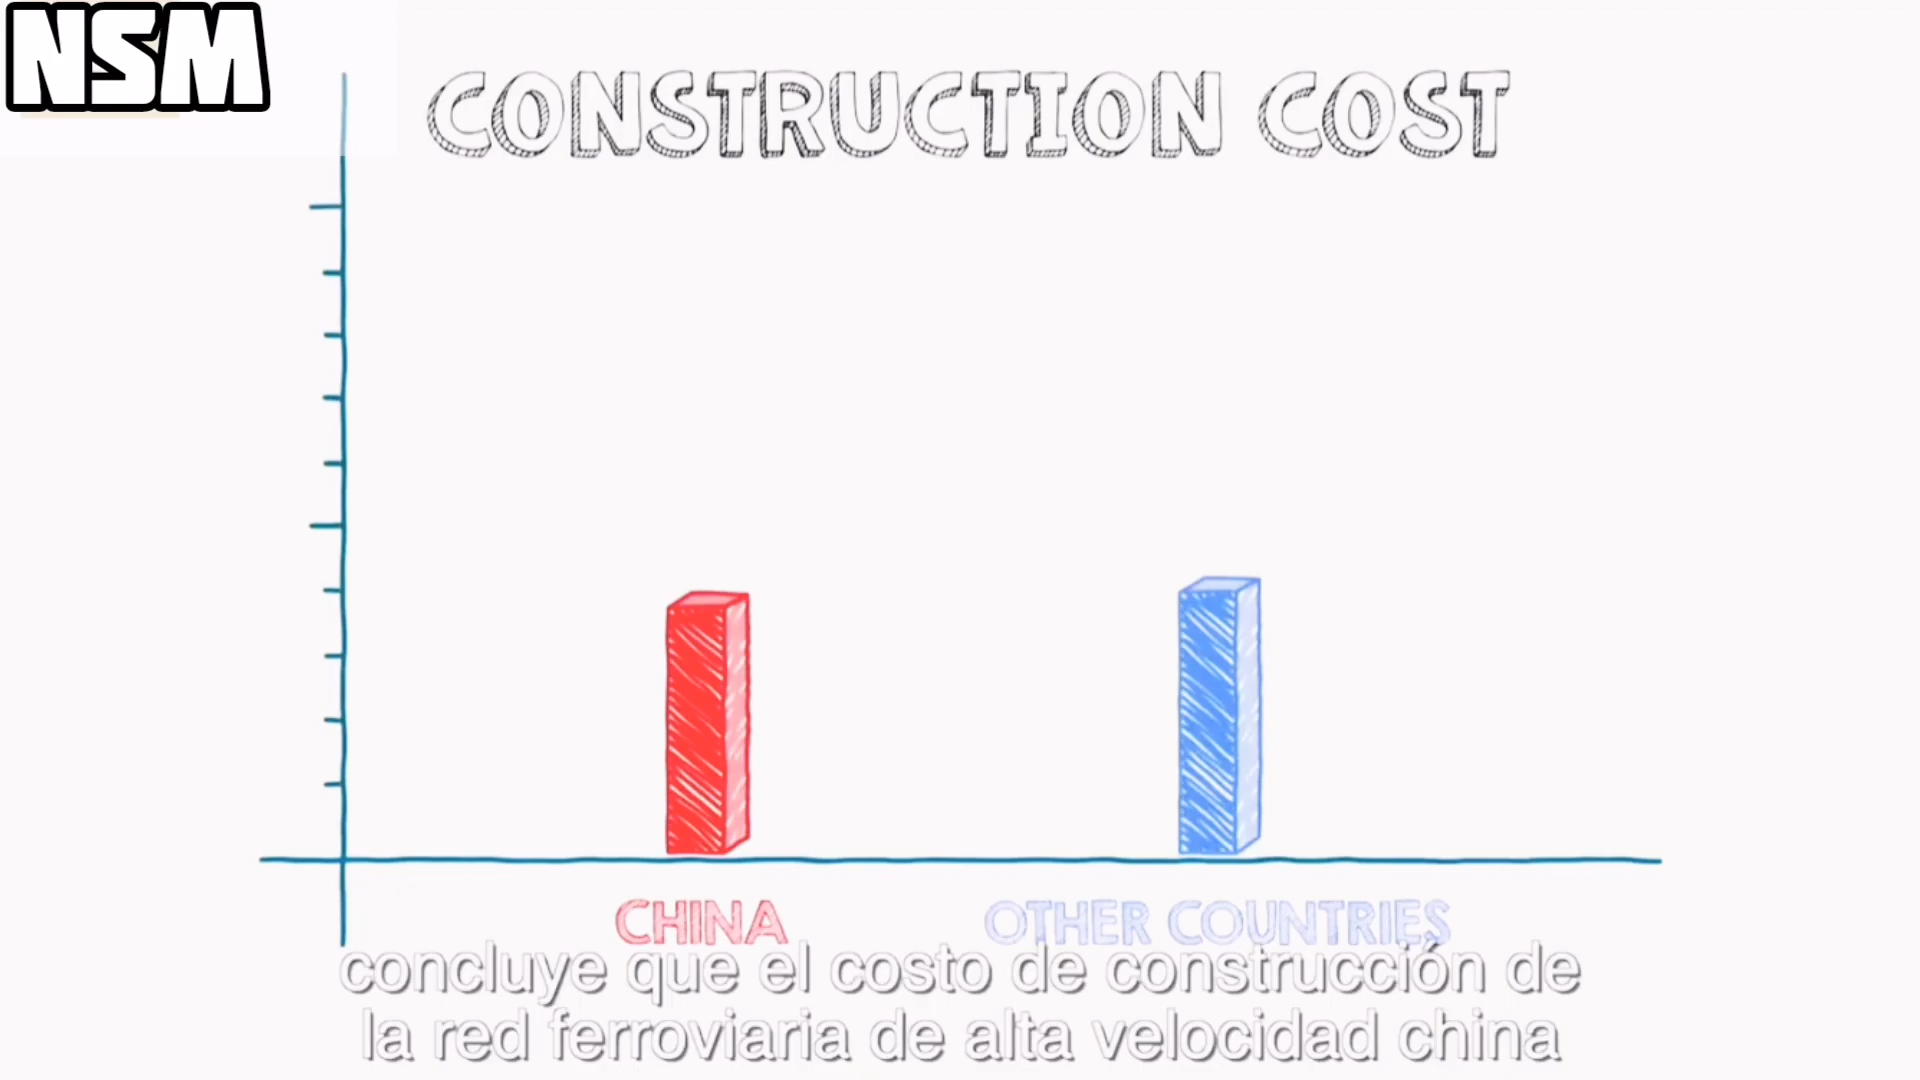 NSM
CONSTRUCTION COST
CHINA
OTHER COUNTRIES
concluye que el costo de construcción de
la red ferroviaria de alta velocidad china